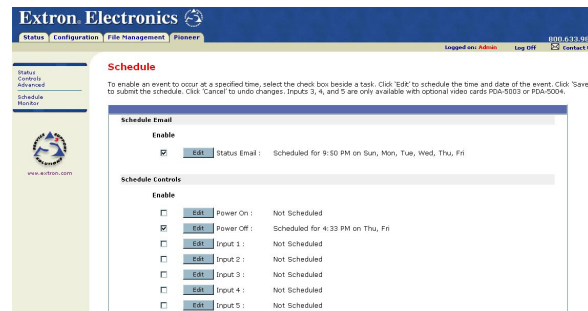 Extron. Electronics
Status Configuration File Management Pioneer
800.633.98
Logged on: Admin Log Off Contact
Status
Controls
Advanced
Schedule
Monitor
www.extron.com
Schedule
To enable an event to occur at a specified time, select the check box beside a task. Click 'Edit' to schedule the time and date of the event. Click 'Save
to submit the schedule. Click 'Cancel' to undo changes. Inputs 3, 4, and 5 are only available with optional video cards PDA-5003 or PDA-5004.
Schedule Email
Enable
Edit Status Email : Scheduled for 9:50 PM on Sun, Mon, Tue, Wed, Thu, Fri
Schedule Controls
Enable
Edit Power On : Not Scheduled
Edit Power Off : Scheduled for 4:33 PM on Thu, Fri
Edit Input 1 : Not Scheduled
Edit Input 2 : Not Scheduled
Edit Input 3 : Not Scheduled
Edit Input 4 : Not Scheduled
Edit Input 5 : Not Scheduled